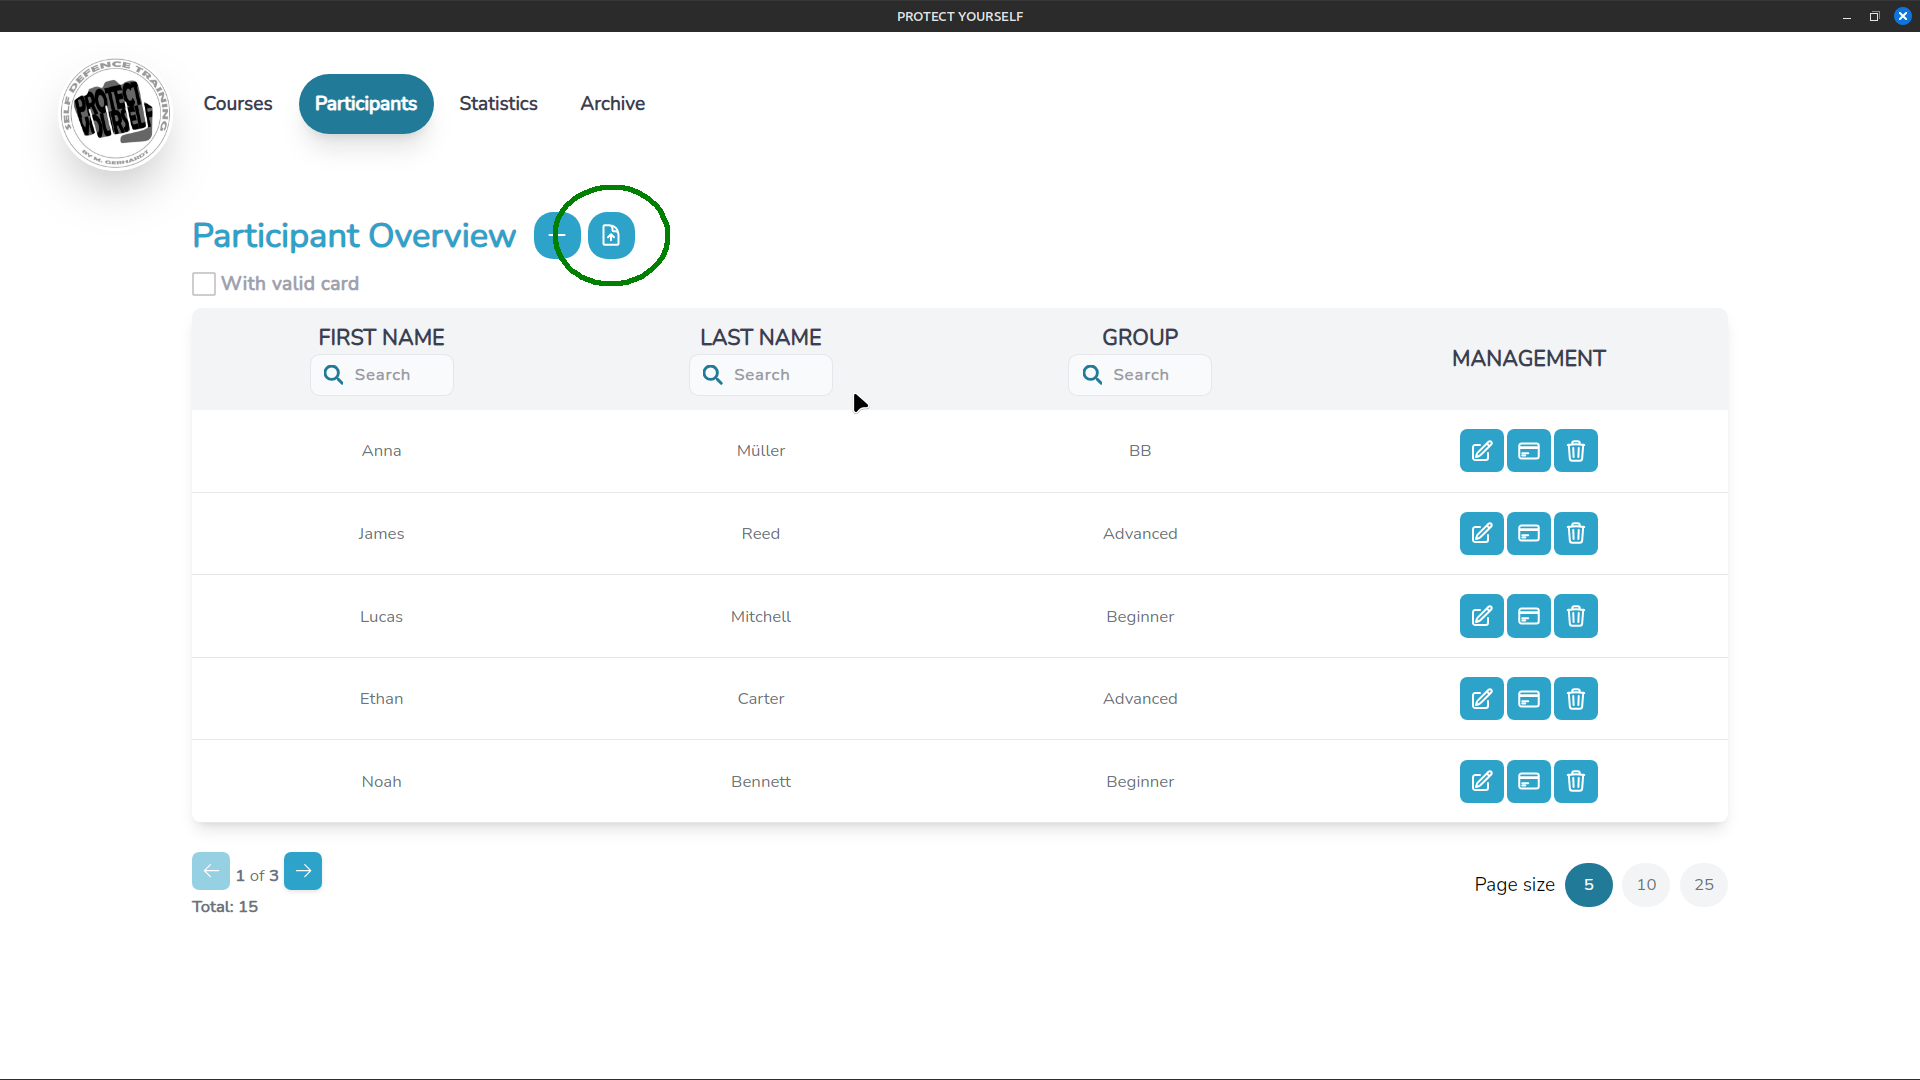 PROTECT YOURSELF
SELF DEFENCE TRAINING
PROTECT
YOURSELF
BY M. GEBHARDT
Courses Participants Statistics Archive
Participant Overview
With valid card
FIRST NAME LAST NAME GROUP MANAGEMENT
Search Search Search
Anna Müller BB
James Reed Advanced
Lucas Mitchell Beginner
Ethan Carter Advanced
Noah Bennett Beginner
1 of 3
Total: 15
Page size 5 10 25